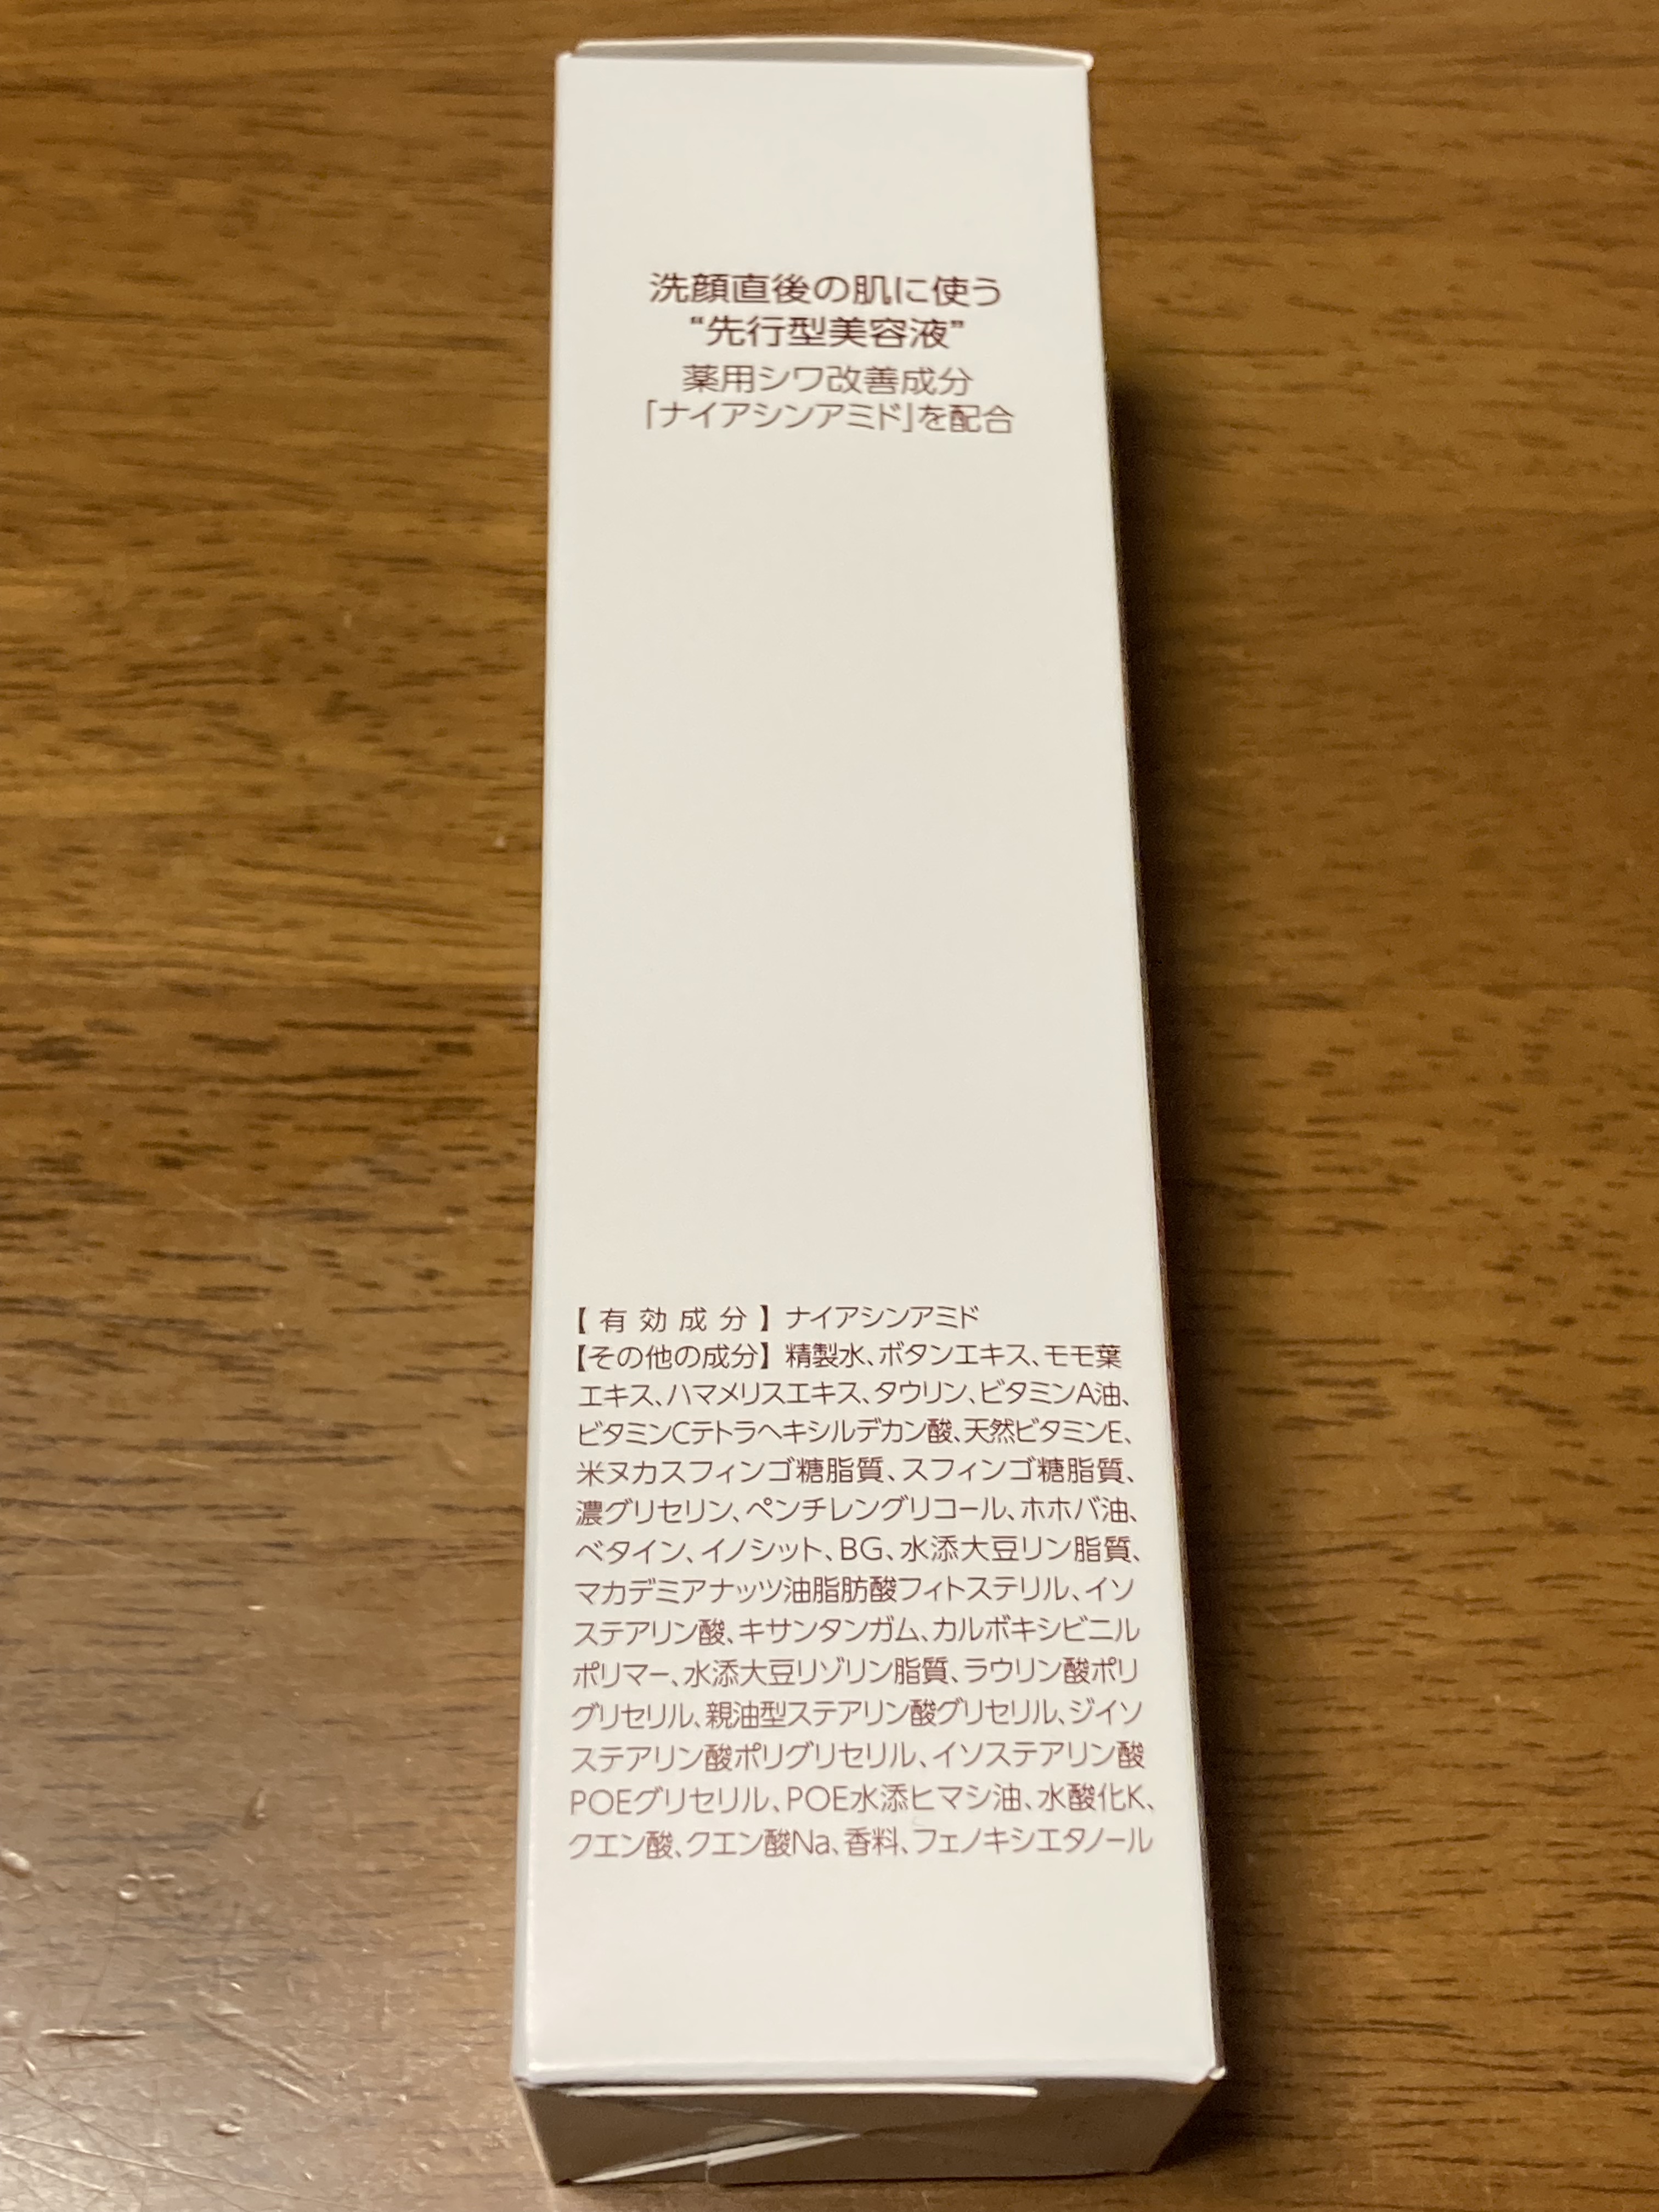 洗顔直後の肌に使う
“先行型美容液”
薬用シワ改善成分
「ナイアシンアミド」を配合
【有効成分】ナイアシンアミド
【その他の成分】精製水、ボタンエキス、モモ葉
エキス、ハマメリスエキス、タウリン、ビタミンA油、
ビタミンCテトラヘキシルデカン酸、天然ビタミンE、
米ヌカスフィンゴ糖脂質、スフィンゴ糖脂質、
濃グリセリン、ペンチレングリコール、ホホバ油、
ベタイン、イノシット、BG、水添大豆リン脂質、
マカデミアナッツ油脂肪酸フィトステリル、イソ
ステアリン酸、キサンタンガム、カルボキシビニル
ポリマー、水添大豆リゾリン脂質、ラウリン酸ポリ
グリセリル、親油型ステアリン酸グリセリル、ジイソ
ステアリン酸ポリグリセリル、イソステアリン酸
POEグリセリル、POE水添ヒマシ油、水酸化K、
クエン酸、クエン酸Na、香料、フェノキシエタノール